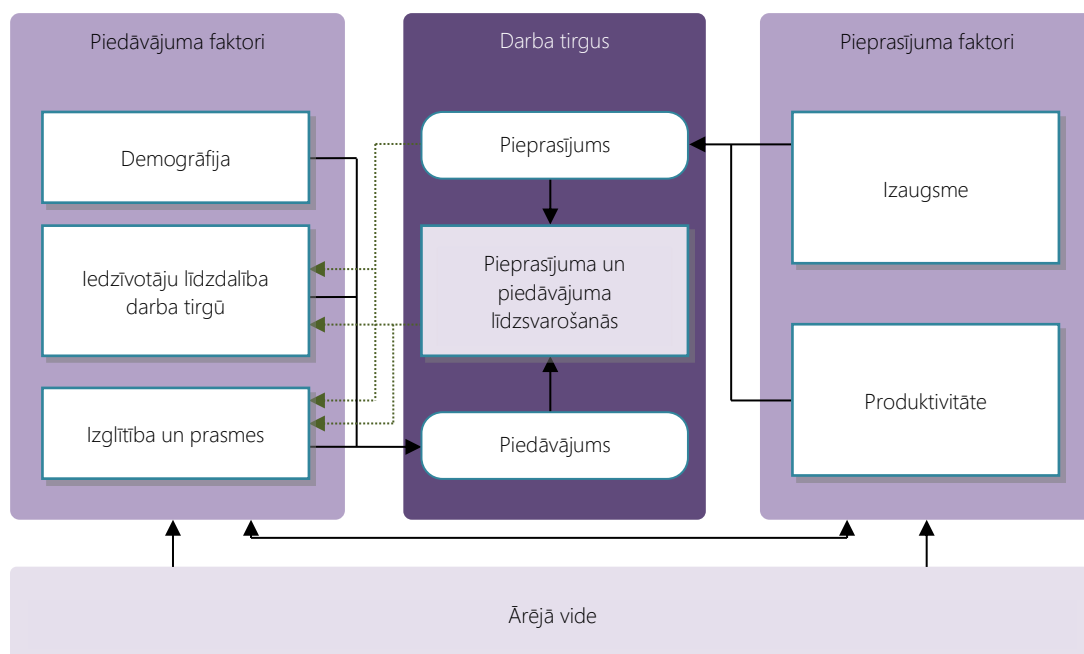 Piedāvājuma faktori
Demogrāfija
Iedzīvotāju līdzdalība
darba tirgū
Izglītība un prasmes
Darba tirgus
Pieprasījums
Pieprasījuma un
piedāvājuma
līdzsvarošanās
Piedāvājums
Pieprasījuma faktori
Izaugsme
Produktivitāte
Ārējā vide